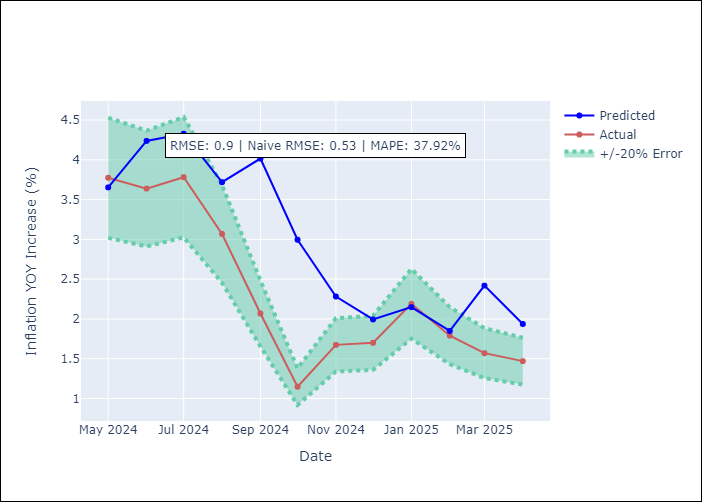 RMSE: 0.9 | Naive RMSE: 0.53 | MAPE: 37.92%
Predicted
Actual
+/-20% Error
Inflation YOY Increase (%)
4.5
4
3.5
3
2.5
2
1.5
1
May 2024 Jul 2024 Sep 2024 Nov 2024 Jan 2025 Mar 2025
Date